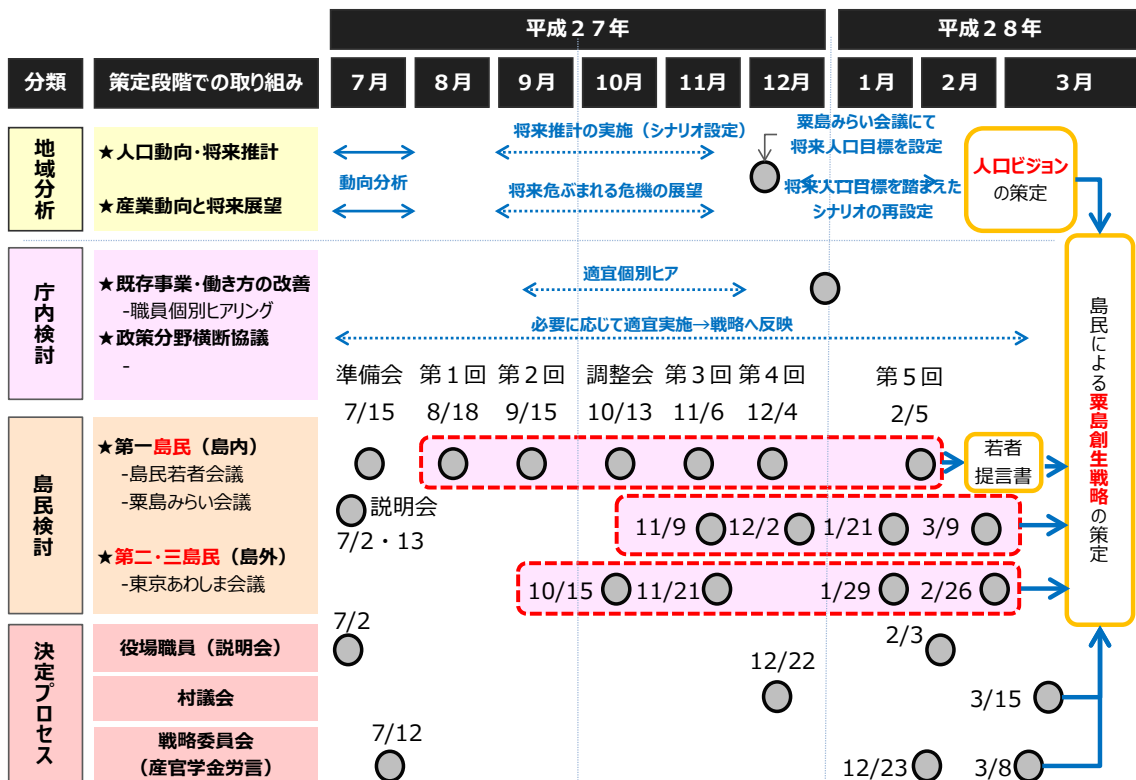 平成２７年
平成２８年
分類
策定段階での取り組み
7月
8月
9月
10月
11月
12月
1月
2月
3月
地域分析
★人口動向・将来推計
★産業動向と将来展望
動向分析
将来推計の実施（シナリオ設定）
将来危ぶまれる危機の展望
粟島みらい会議にて
将来人口目標を設定
将来人口目標を踏まえた
シナリオの再設定
人口ビジョン
の策定
庁内検討
★既存事業・働き方の改善
-職員個別ヒアリング
★政策分野横断協議
-
適宜個別ヒア
必要に応じて適宜実施→戦略へ反映
準備会
第１回
第２回
調整会
第３回
第４回
第５回
7/15
8/18
9/15
10/13
11/6
12/4
2/5
島民検討
★第一島民（島内）
-島民若者会議
-粟島みらい会議
★第二・三島民（島外）
-東京あわしま会議
若者
提言書
説明会
7/2・13
11/9
12/2
1/21
3/9
10/15
11/21
1/29
2/26
島民による粟島創生戦略の策定
決定プロセス
役場職員（説明会）
7/2
2/3
村議会
12/22
3/15
戦略委員会
（産官学金労言）
7/12
12/23
3/8